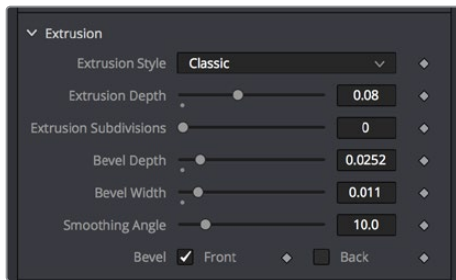 Extrusion
Extrusion Style Classic
Extrusion Depth 0.08
Extrusion Subdivisions 0
Bevel Depth 0.0252
Bevel Width 0.011
Smoothing Angle 10.0
Bevel Front Back